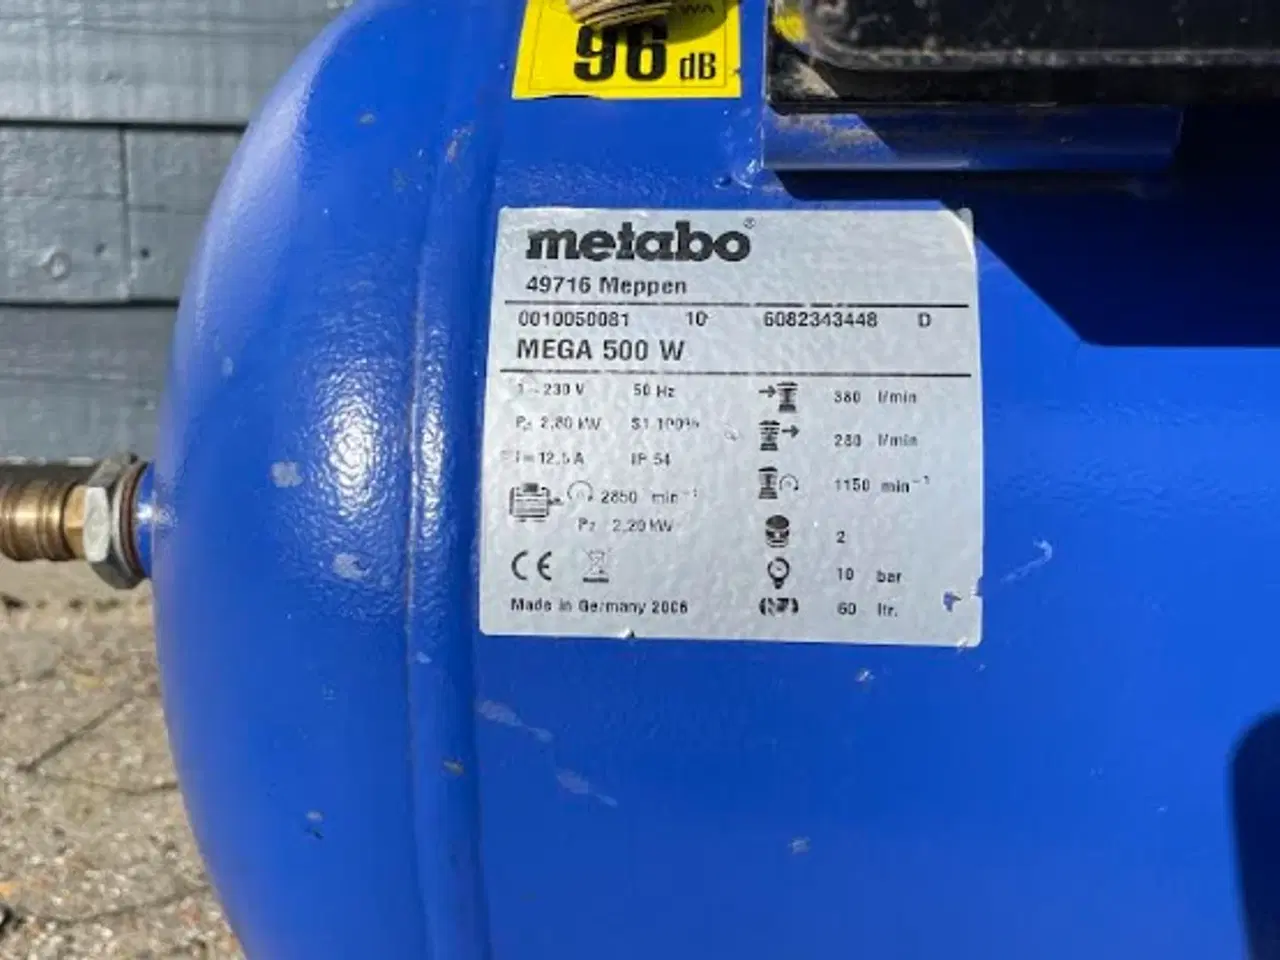 96 dB
metabo®
49716 Meppen
0010050081 10 6082343448 D
MEGA 500 W
1~230 V 50 Hz 380 l/min
P₁ 2,80 kW S1 100% 280 l/min
I=12,5 A IP 54 1150 min⁻¹
2850 min⁻¹ 2
P₂ 2,20 kW 10 bar
CE 60 ltr.
Made in Germany 2006